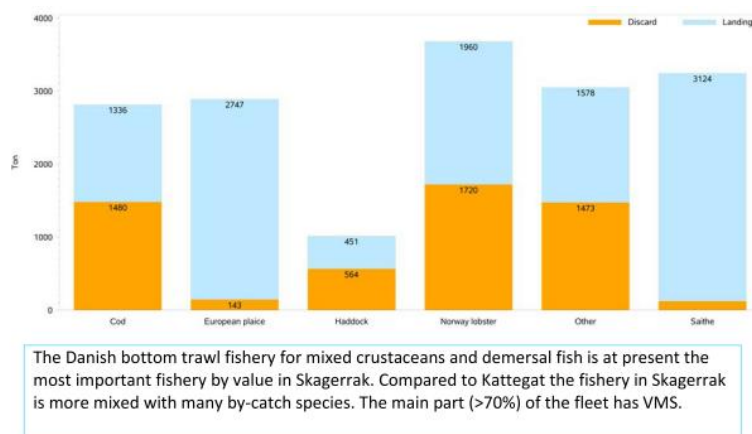 4000
Discard
Landing
1960
3124
3000
2747
1336
1578
Ton
2000
1720
1480
1473
1000
451
564
143
0
Cod
European plaice
Haddock
Norway lobster
Other
Saithe
The Danish bottom trawl fishery for mixed crustaceans and demersal fish is at present the
most important fishery by value in Skagerrak. Compared to Kattegat the fishery in Skagerrak
is more mixed with many by-catch species. The main part (>70%) of the fleet has VMS.